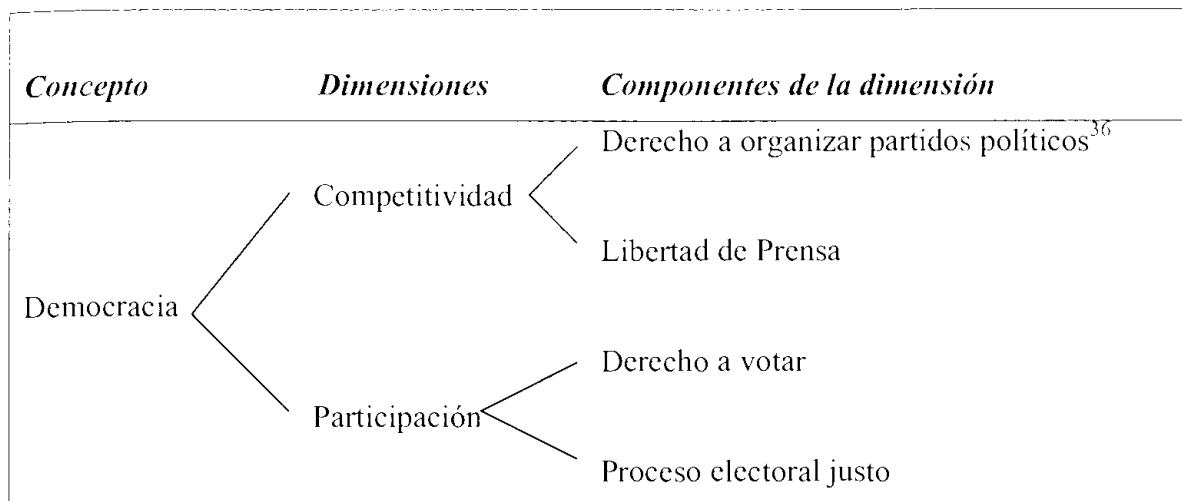 Concepto Dimensiones Componentes de la dimensión
Derecho a organizar partidos políticos36
Competitividad
Libertad de Prensa
Democracia
Derecho a votar
Participación
Proceso electoral justo